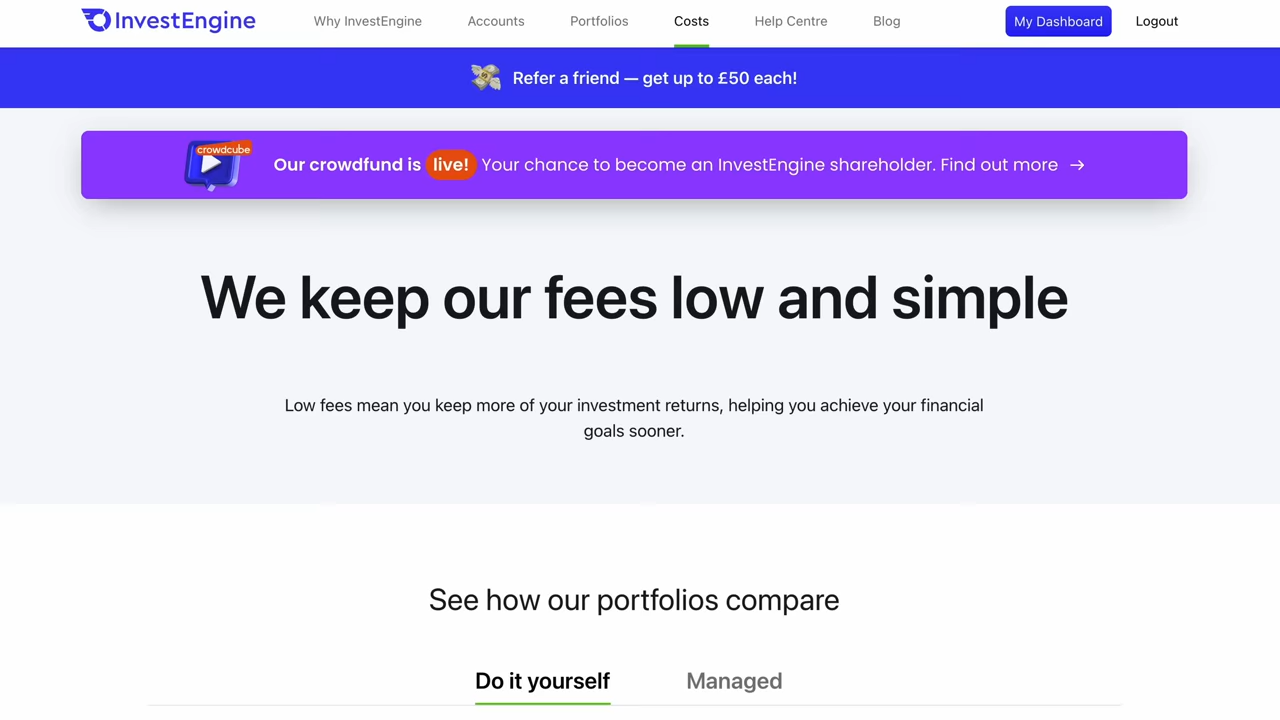 InvestEngine
Why InvestEngine
Accounts
Portfolios
Costs
Help Centre
Blog
My Dashboard
Logout
Refer a friend — get up to £50 each!
crowdcube
Our crowdfund is live! Your chance to become an InvestEngine shareholder. Find out more →
We keep our fees low and simple
Low fees mean you keep more of your investment returns, helping you achieve your financial
goals sooner.
See how our portfolios compare
Do it yourself
Managed